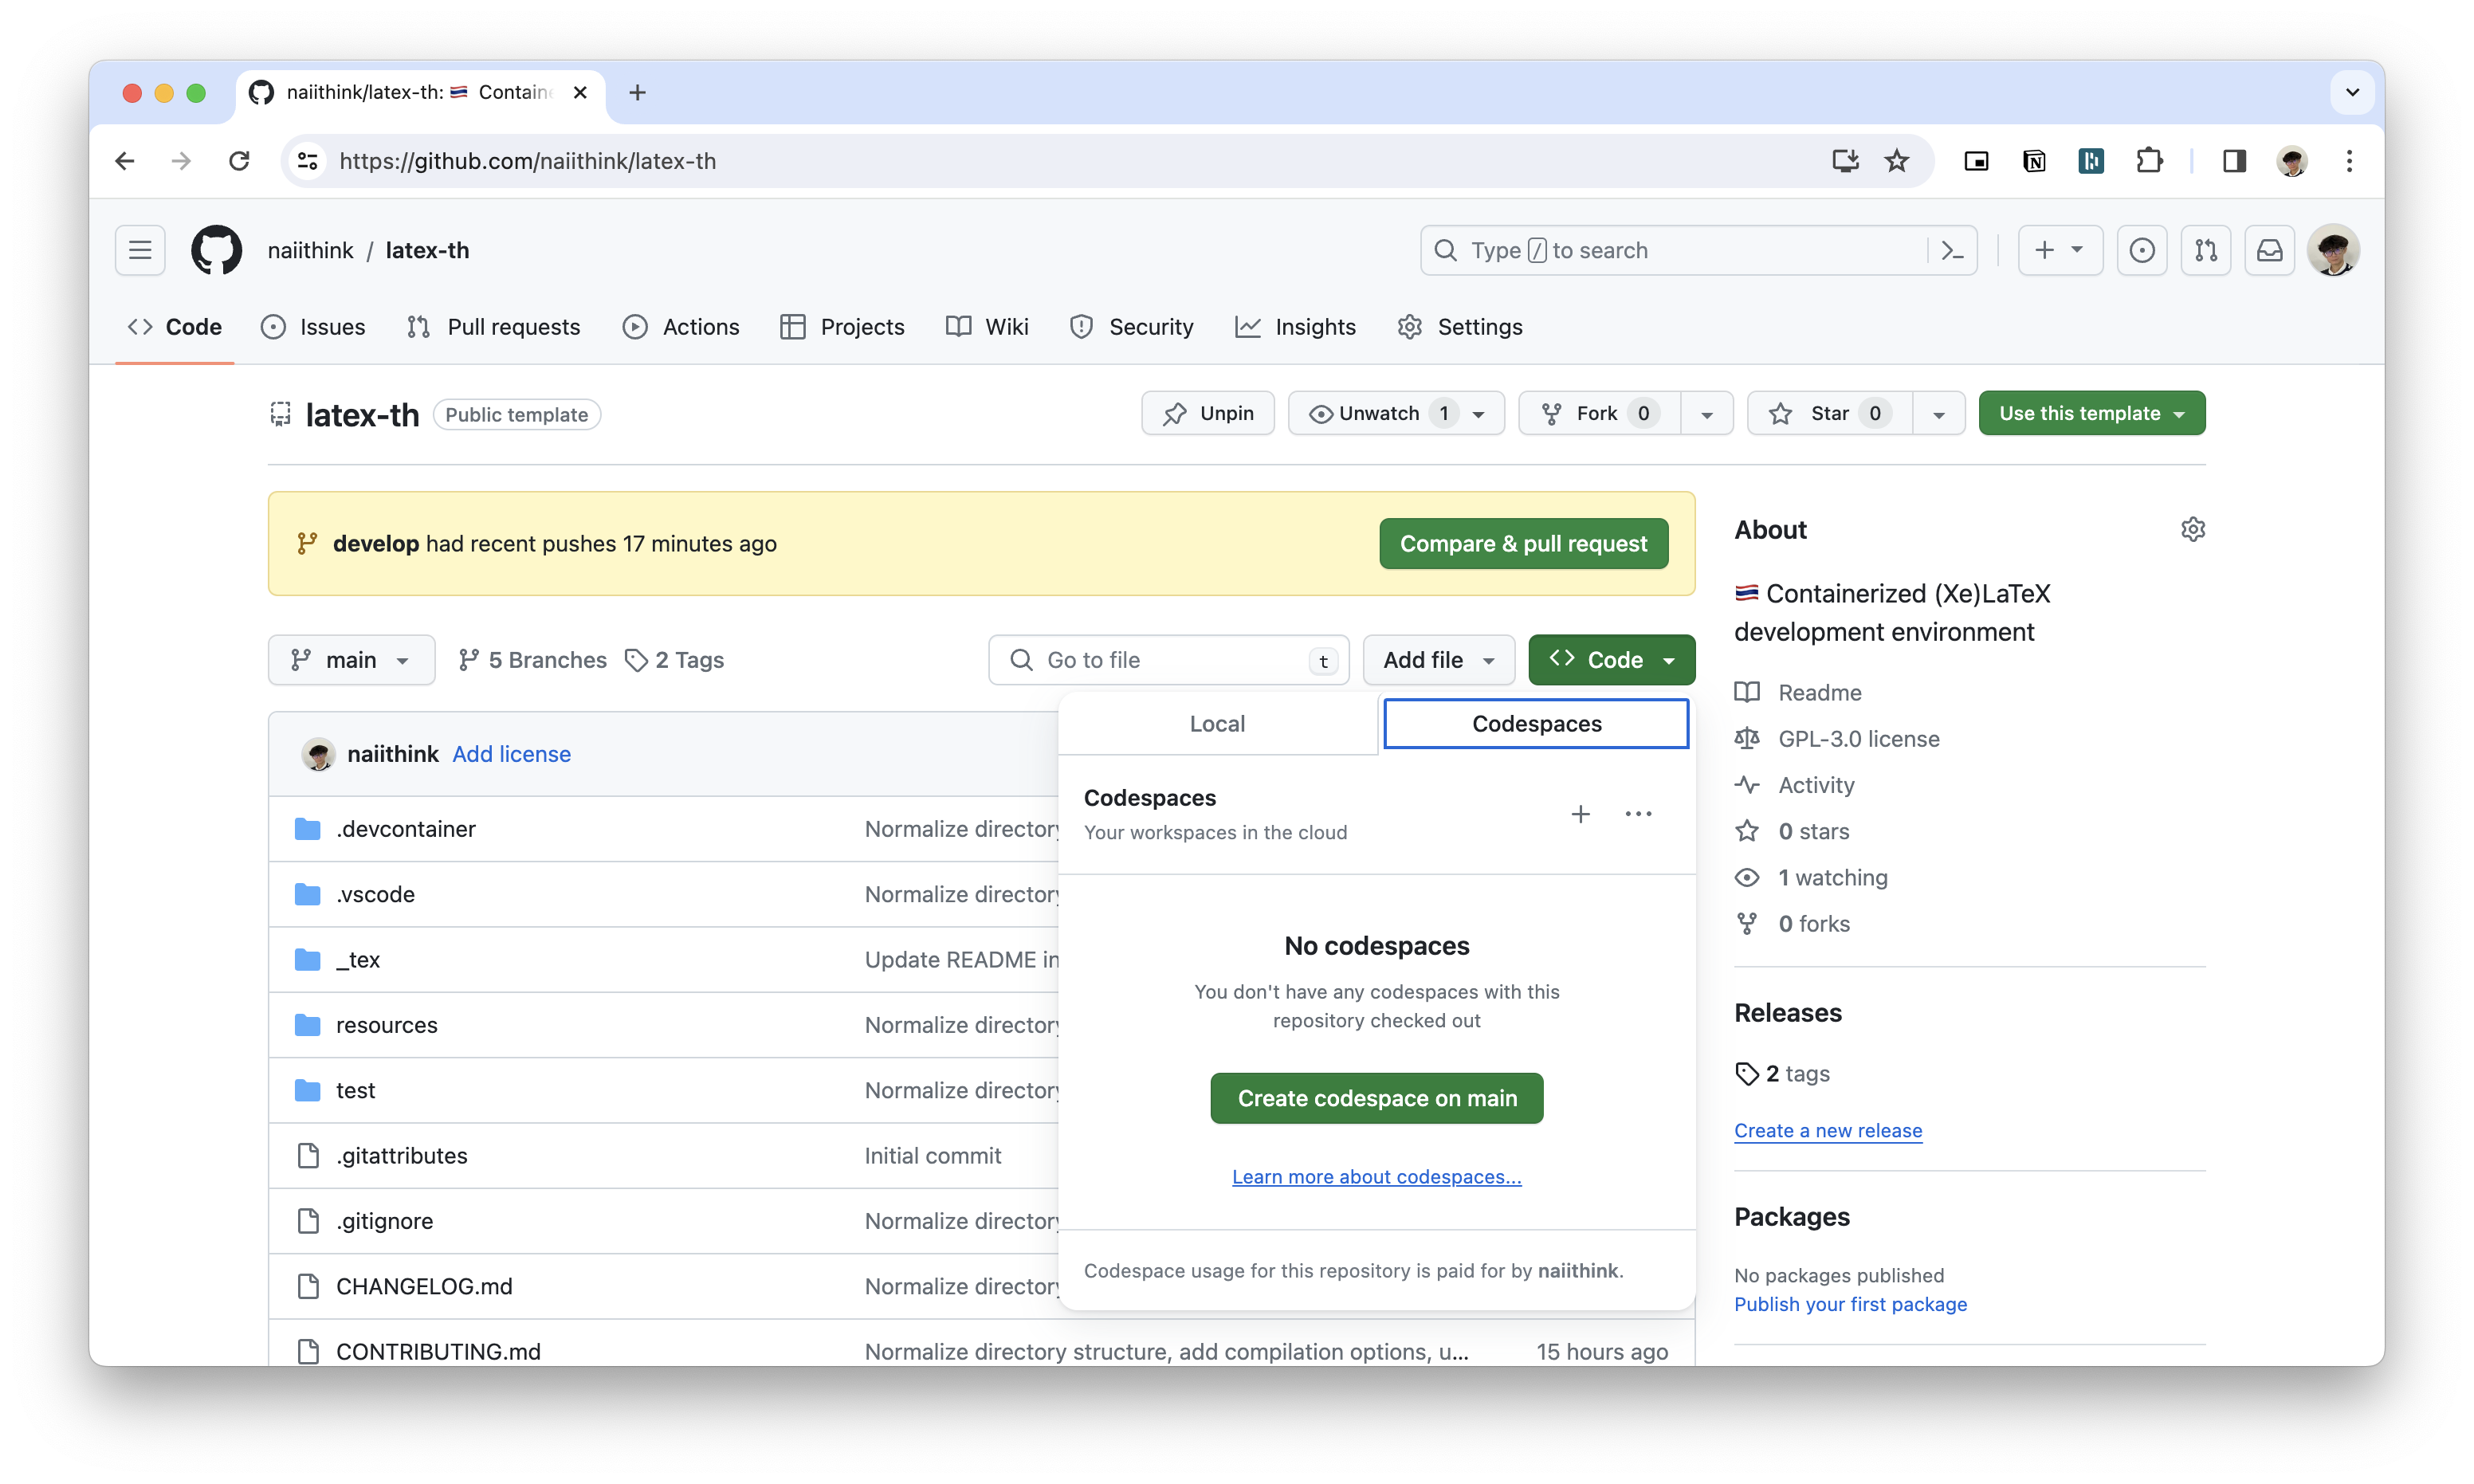 naiithink/latex-th: 🇹🇭 Contain
https://github.com/naiithink/latex-th
naiithink / latex-th
Type / to search
Code Issues Pull requests Actions Projects Wiki Security Insights Settings
latex-th Public template
Unpin Unwatch 1 Fork 0 Star 0 Use this template
develop had recent pushes 17 minutes ago
Compare & pull request
main 5 Branches 2 Tags
Go to file t Add file Code
Local Codespaces
Codespaces
Your workspaces in the cloud
No codespaces
You don't have any codespaces with this
repository checked out
Create codespace on main
Learn more about codespaces...
Codespace usage for this repository is paid for by naiithink.
naiithink Add license
.devcontainer Normalize directory
.vscode Normalize directory
_tex Update README in
resources Normalize directory
test Normalize directory
.gitattributes Initial commit
.gitignore Normalize directory
CHANGELOG.md Normalize directory
CONTRIBUTING.md Normalize directory structure, add compilation options, u... 15 hours ago
About
🇹🇭 Containerized (Xe)LaTeX
development environment
Readme
GPL-3.0 license
Activity
0 stars
1 watching
0 forks
Releases
2 tags
Create a new release
Packages
No packages published
Publish your first package